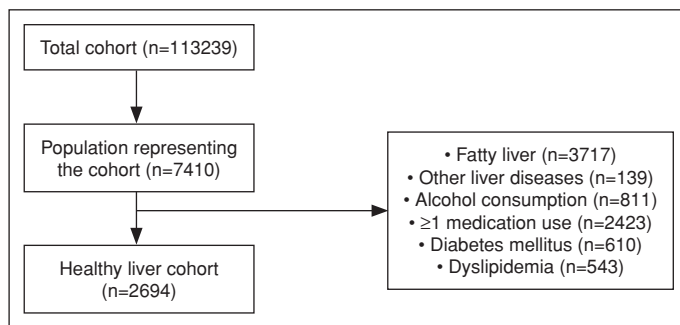 Total cohort (n=113239)
Population representing
the cohort (n=7410)
• Fatty liver (n=3717)
• Other liver diseases (n=139)
• Alcohol consumption (n=811)
• ≥1 medication use (n=2423)
• Diabetes mellitus (n=610)
• Dyslipidemia (n=543)
Healthy liver cohort
(n=2694)